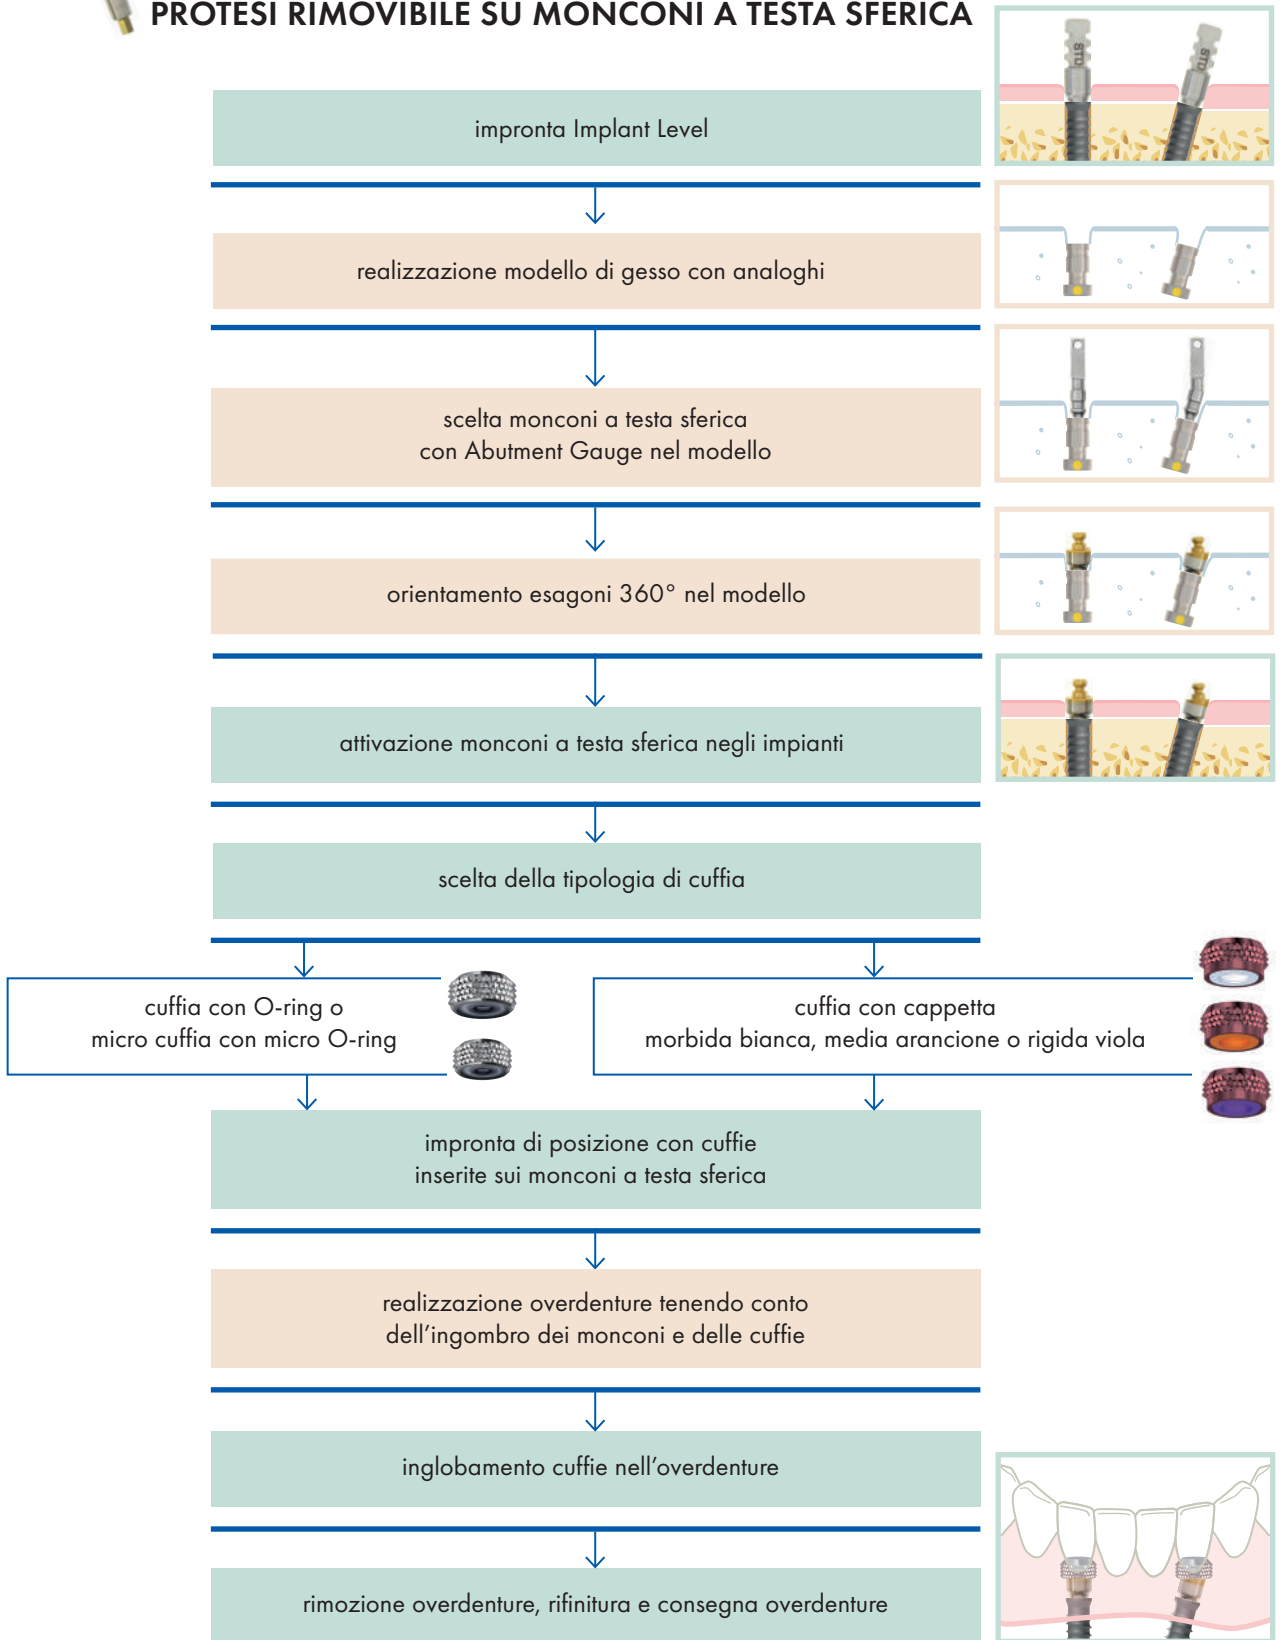 PROTESI RIMOVIBILE SU MONCONI A TESTA SFERICA
STD
STD
impronta Implant Level
realizzazione modello di gesso con analoghi
scelta monconi a testa sferica
con Abutment Gauge nel modello
orientamento esagoni 360° nel modello
attivazione monconi a testa sferica negli impianti
scelta della tipologia di cuffia
cuffia con O-ring o
micro cuffia con micro O-ring
cuffia con cappetta
morbida bianca, media arancione o rigida viola
impronta di posizione con cuffie
inserite sui monconi a testa sferica
realizzazione overdenture tenendo conto
dell’ingombro dei monconi e delle cuffie
inglobamento cuffie nell’overdenture
rimozione overdenture, rifinitura e consegna overdenture